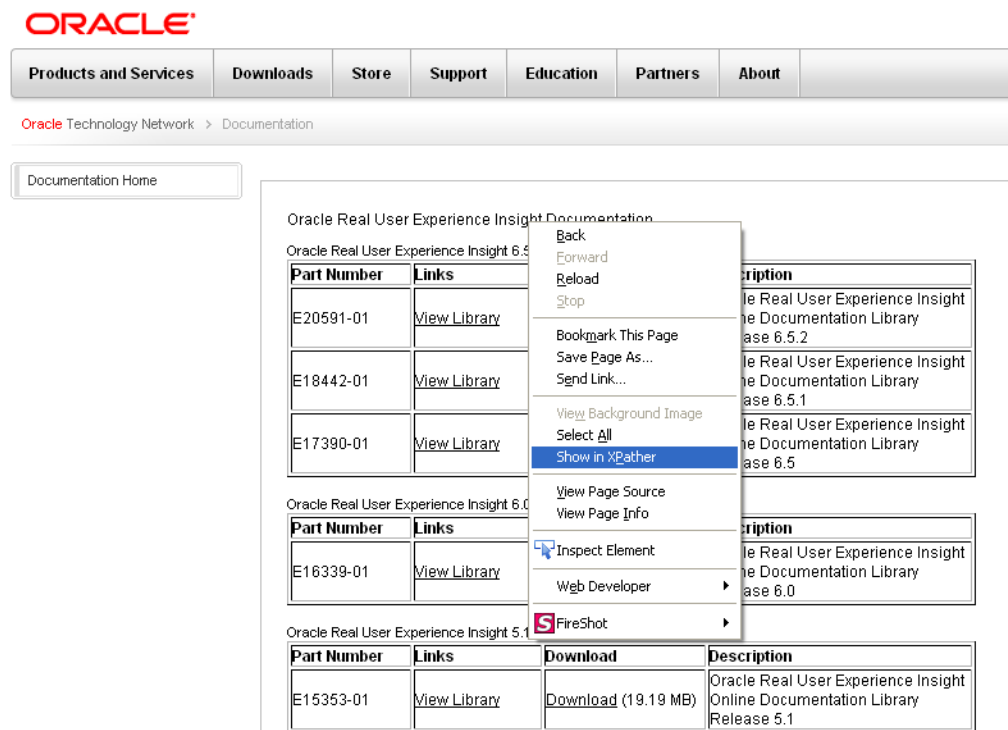 ORACLE
Products and Services Downloads Store Support Education Partners About
Oracle Technology Network > Documentation
Documentation Home
Oracle Real User Experience Insight Documentation
Oracle Real User Experience Insight 6.5
Part Number Links cription
E20591-01 View Library
le Real User Experience Insight
ne Documentation Library
ase 6.5.2
E18442-01 View Library
le Real User Experience Insight
ne Documentation Library
ase 6.5.1
E17390-01 View Library
le Real User Experience Insight
ne Documentation Library
ase 6.5
Oracle Real User Experience Insight 6.0
Part Number Links cription
E16339-01 View Library
le Real User Experience Insight
ne Documentation Library
ase 6.0
Oracle Real User Experience Insight 5.1
Part Number Links Download Description
E15353-01 View Library Download (19.19 MB)
Oracle Real User Experience Insight
Online Documentation Library
Release 5.1
Back
Forward
Reload
Stop
Bookmark This Page
Save Page As...
Send Link...
View Background Image
Select All
Show in XPather
View Page Source
View Page Info
Inspect Element
Web Developer
S FireShot